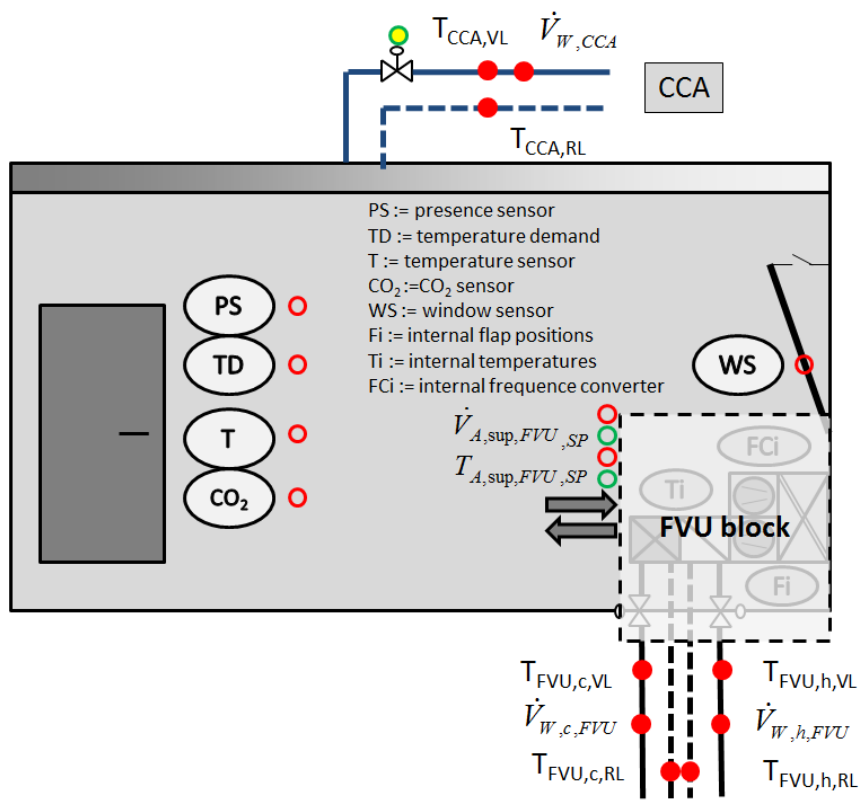 T_CCA,VL
V̇_W,CCA
CCA
T_CCA,RL
PS := presence sensor
TD := temperature demand
T := temperature sensor
CO₂ :=CO₂ sensor
WS := window sensor
Fi := internal flap positions
Ti := internal temperatures
FCi := internal frequence converter
PS
TD
T
CO₂
WS
V̇_A,sup,FVU,SP
T_A,sup,FVU,SP
FCi
Ti
FVU block
Fi
T_FVU,c,VL
T_FVU,h,VL
V̇_W,c,FVU
V̇_W,h,FVU
T_FVU,c,RL
T_FVU,h,RL